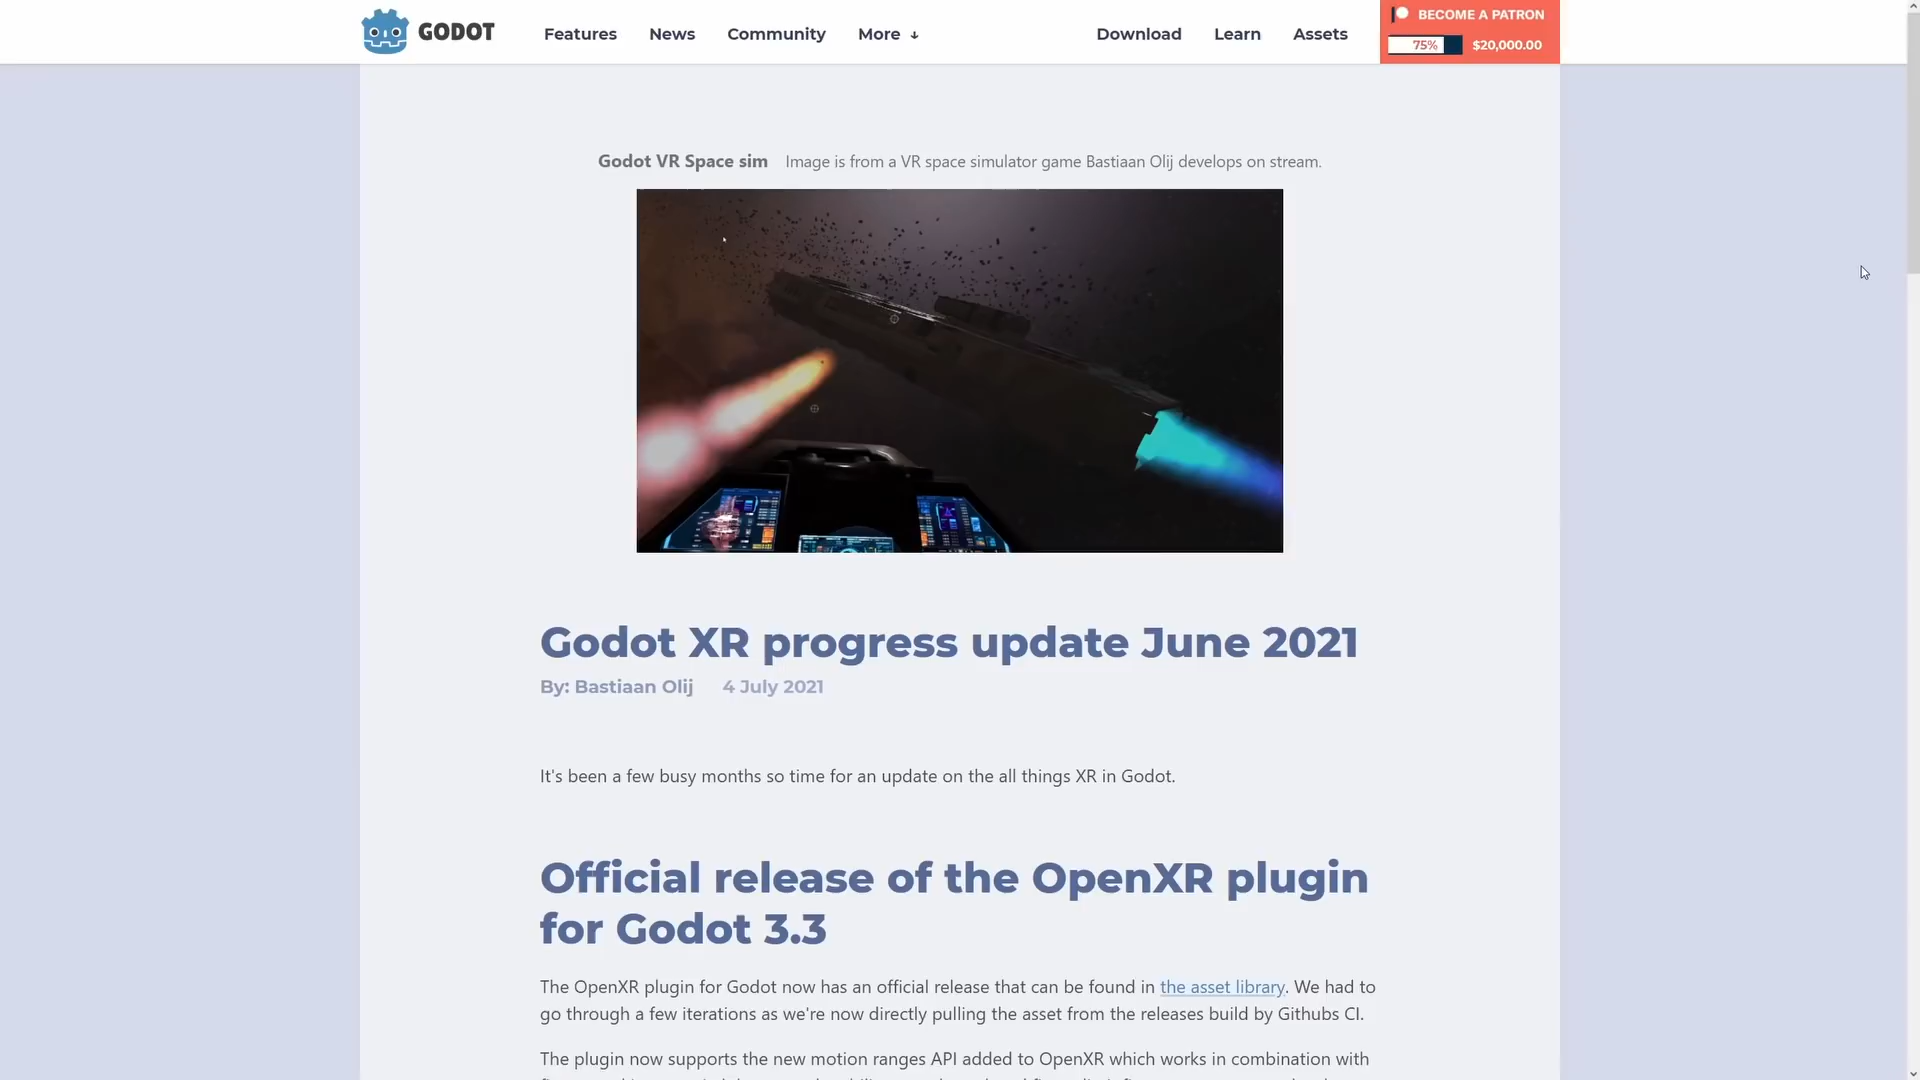 GODOT
Features News Community More ↓ Download Learn Assets
BECOME A PATRON
75% $20,000.00
Godot VR Space sim Image is from a VR space simulator game Bastiaan Olij develops on stream.
Godot XR progress update June 2021
By: Bastiaan Olij 4 July 2021
It's been a few busy months so time for an update on the all things XR in Godot.
Official release of the OpenXR plugin
for Godot 3.3
The OpenXR plugin for Godot now has an official release that can be found in the asset library. We had to
go through a few iterations as we're now directly pulling the asset from the releases build by Githubs CI.
The plugin now supports the new motion ranges API added to OpenXR which works in combination with